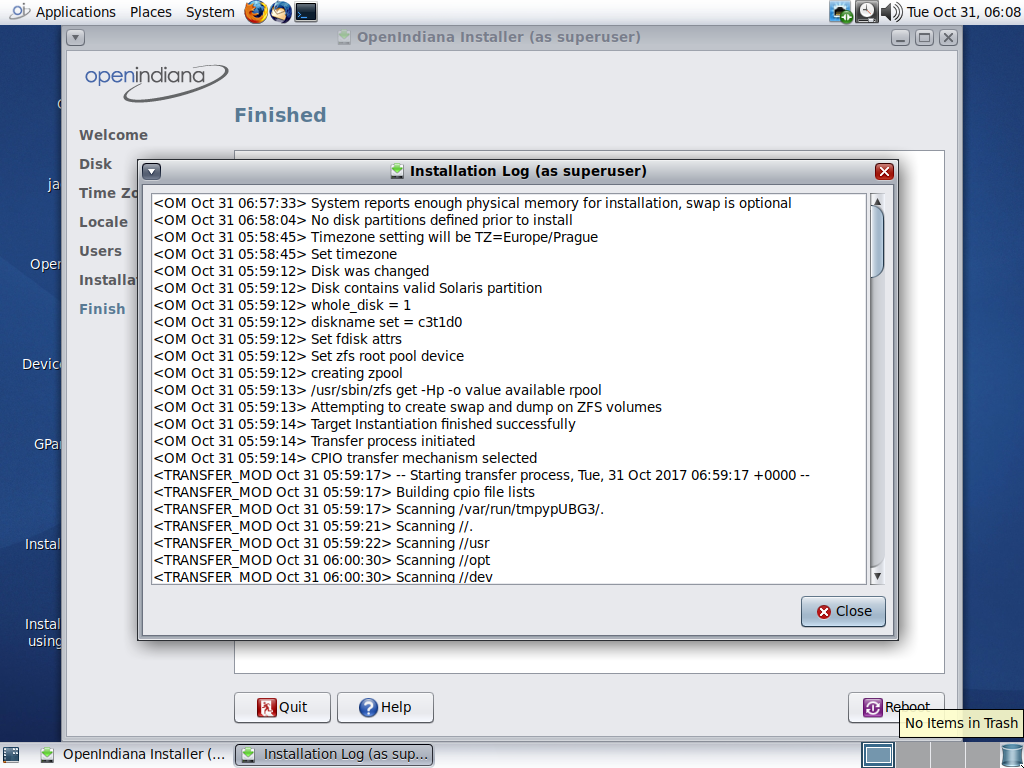 Applications Places System
Tue Oct 31, 06:08
OpenIndiana Installer (as superuser)
openindiana
Finished
Welcome
Disk
Time Zo
Locale
Users
Installa
Finish
ja
Open
Device
GPa
Instal
Instal
using
Installation Log (as superuser)
<OM Oct 31 06:57:33> System reports enough physical memory for installation, swap is optional
<OM Oct 31 06:58:04> No disk partitions defined prior to install
<OM Oct 31 05:58:45> Timezone setting will be TZ=Europe/Prague
<OM Oct 31 05:58:45> Set timezone
<OM Oct 31 05:59:12> Disk was changed
<OM Oct 31 05:59:12> Disk contains valid Solaris partition
<OM Oct 31 05:59:12> whole_disk = 1
<OM Oct 31 05:59:12> diskname set = c3t1d0
<OM Oct 31 05:59:12> Set fdisk attrs
<OM Oct 31 05:59:12> Set zfs root pool device
<OM Oct 31 05:59:12> creating zpool
<OM Oct 31 05:59:13> /usr/sbin/zfs get -Hp -o value available rpool
<OM Oct 31 05:59:13> Attempting to create swap and dump on ZFS volumes
<OM Oct 31 05:59:14> Target Instantiation finished successfully
<OM Oct 31 05:59:14> Transfer process initiated
<OM Oct 31 05:59:14> CPIO transfer mechanism selected
<TRANSFER_MOD Oct 31 05:59:17> -- Starting transfer process, Tue, 31 Oct 2017 06:59:17 +0000 --
<TRANSFER_MOD Oct 31 05:59:17> Building cpio file lists
<TRANSFER_MOD Oct 31 05:59:17> Scanning /var/run/tmpypUBG3/.
<TRANSFER_MOD Oct 31 05:59:21> Scanning //.
<TRANSFER_MOD Oct 31 05:59:22> Scanning //usr
<TRANSFER_MOD Oct 31 06:00:30> Scanning //opt
<TRANSFER_MOD Oct 31 06:00:30> Scanning //dev
Close
Quit
Help
Reboot
No Items in Trash
OpenIndiana Installer (...
Installation Log (as sup...